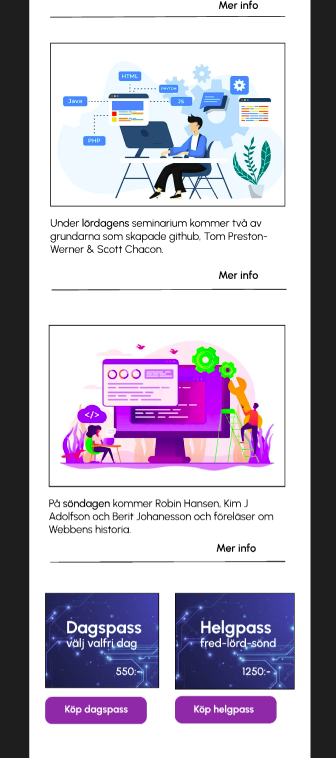 Mer info
HTML
PHYTON
Java
Js
PHP
Under lördagens seminarium kommer två av
grundarna som skapade github, Tom Preston-
Werner & Scott Chacon.
Mer info
</>
På söndagen kommer Robin Hansen, Kim J
Adolfson och Berit Johanesson och föreläser om
Webbens historia.
Mer info
Dagspass
välj valfri dag
550:-
Köp dagspass
Helgpass
fred-lörd-sönd
1250:-
Köp helgpass